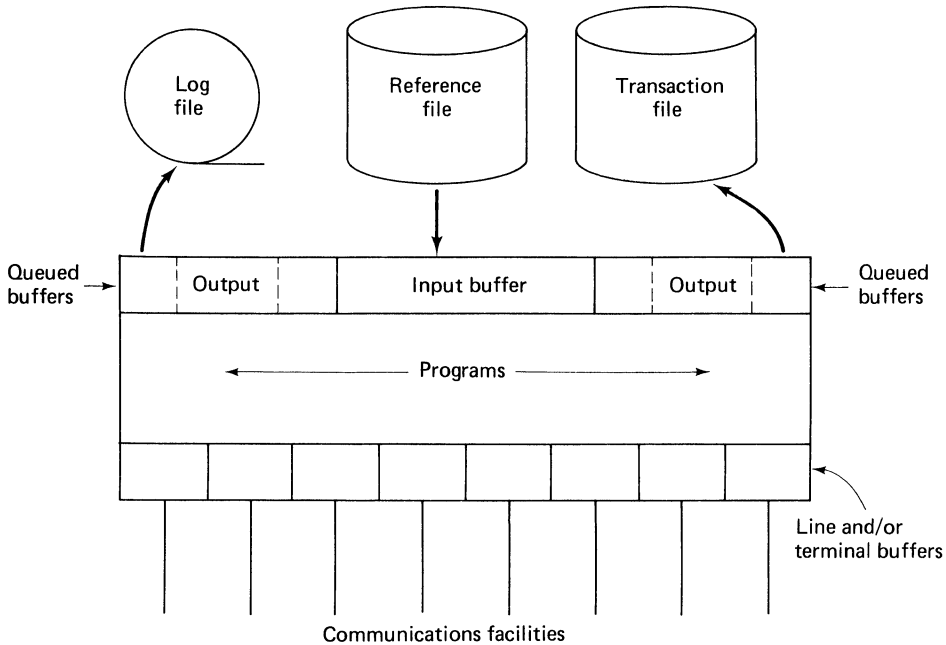 Log
file
Reference
file
Transaction
file
Queued
buffers
Output
Input buffer
Output
Queued
buffers
Programs
Line and/or
terminal buffers
Communications facilities